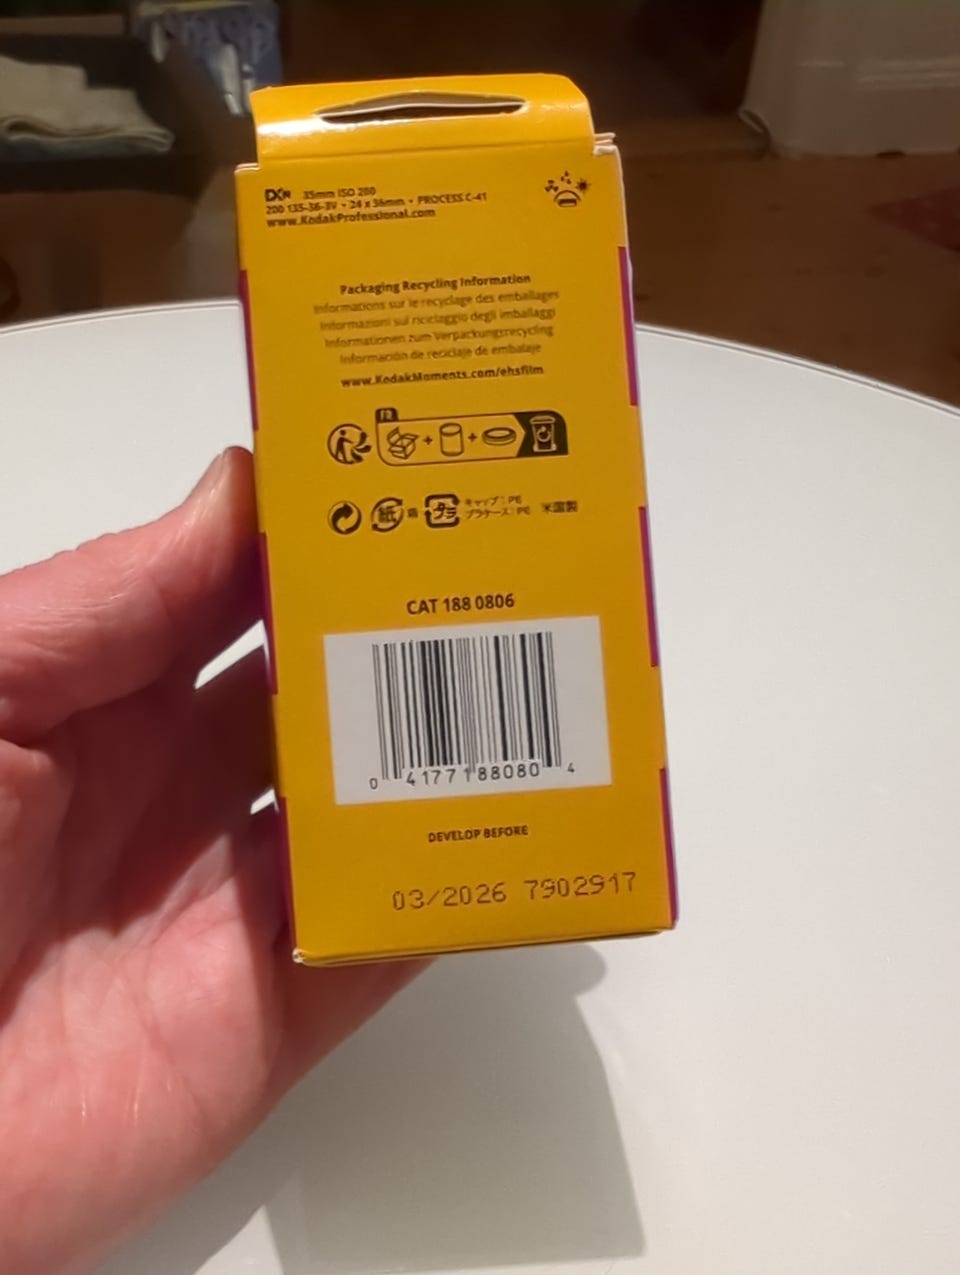 DXN 35mm ISO 200
200 135-36-3V • 24 x 36mm • PROCESS C-41
www.KodakProfessional.com
Packaging Recycling Information
Informations sur le recyclage des emballages
Informazioni sul riciclaggio degli imballaggi
Informationen zum Verpackungsrecycling
Información de reciclaje de embalaje
www.KodakMoments.com/ehsfilm
FR
紙 箱 プラ キャップ：PE 米国製
プラケース：PE
CAT 188 0806
0 41771 88080 4
DEVELOP BEFORE
03/2026 7902917